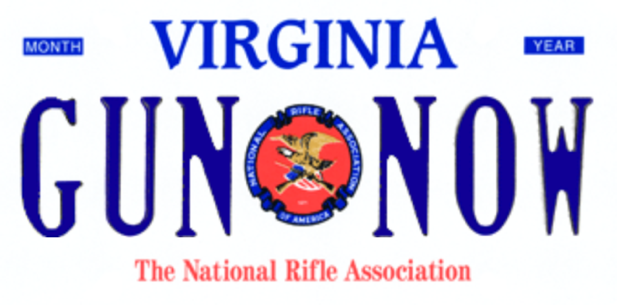 VIRGINIA
MONTH
YEAR
GUN NOW
NATIONAL RIFLE ASSOCIATION
OF AMERICA
The National Rifle Association